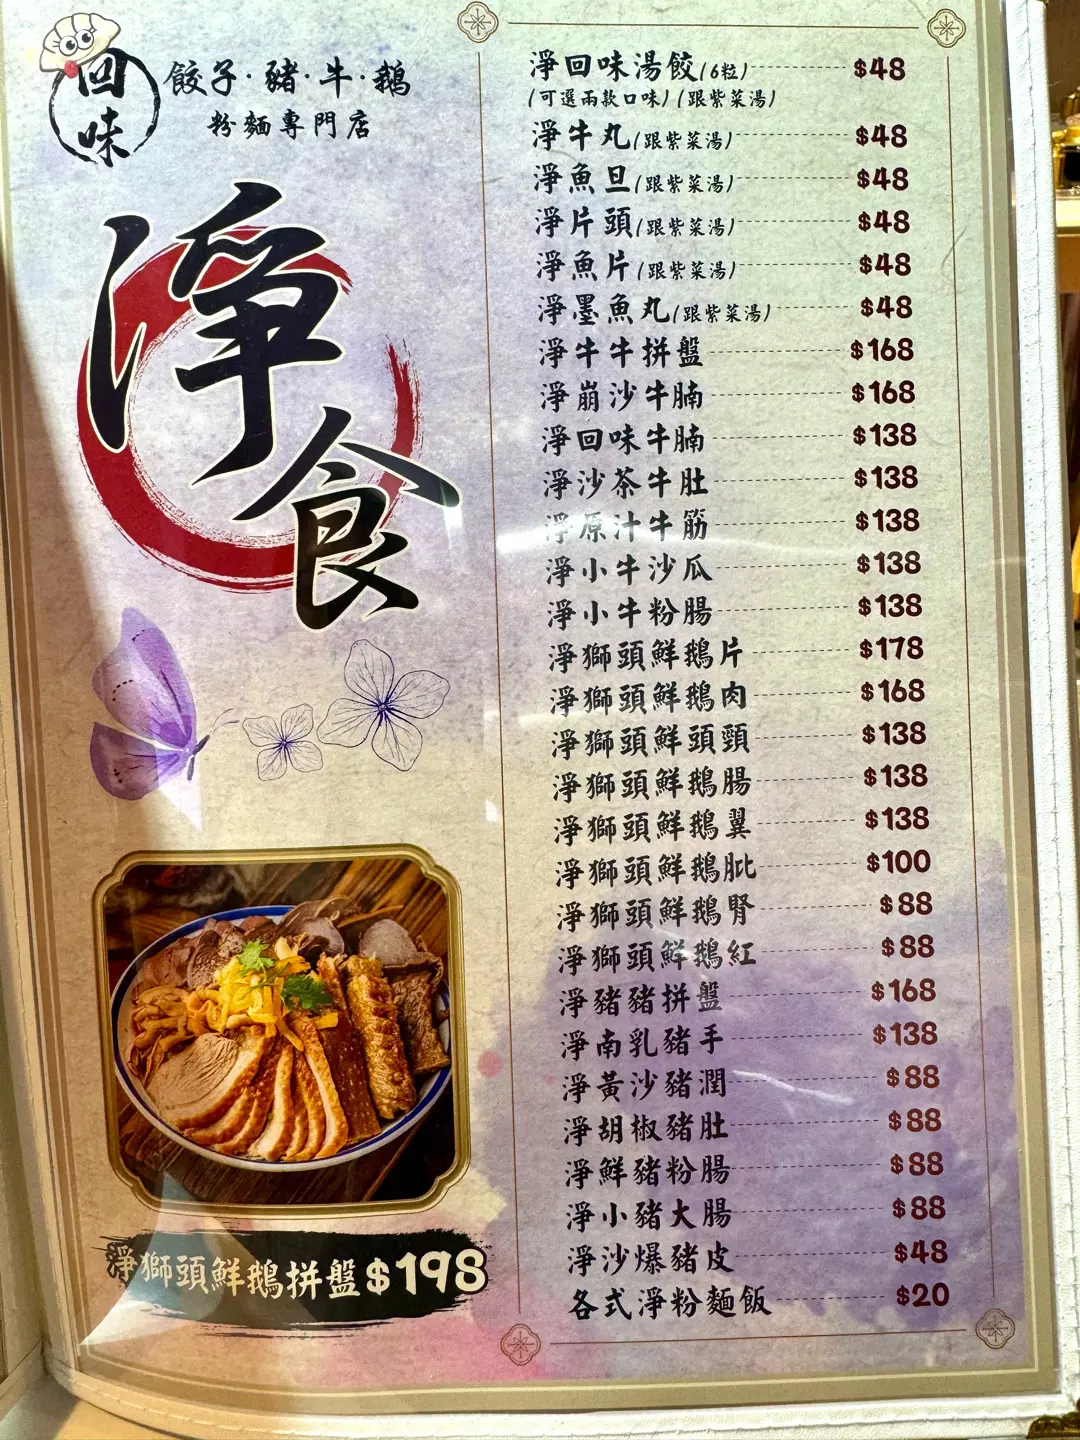 回味
餃子·豬·牛·鵝
粉麵專門店
淨食
淨獅頭鮮鵝拼盤$198
淨回味湯餃(6粒) $48
(可選兩款口味)(跟紫菜湯)
淨牛丸(跟紫菜湯) $48
淨魚旦(跟紫菜湯) $48
淨片頭(跟紫菜湯) $48
淨魚片(跟紫菜湯) $48
淨墨魚丸(跟紫菜湯) $48
淨牛牛拼盤 $168
淨崩沙牛腩 $168
淨回味牛腩 $138
淨沙茶牛肚 $138
淨原汁牛筋 $138
淨小牛沙瓜 $138
淨小牛粉腸 $138
淨獅頭鮮鵝片 $178
淨獅頭鮮鵝肉 $168
淨獅頭鮮頭頸 $138
淨獅頭鮮鵝腸 $138
淨獅頭鮮鵝翼 $138
淨獅頭鮮鵝肶 $100
淨獅頭鮮鵝腎 $88
淨獅頭鮮鵝紅 $88
淨豬豬拼盤 $168
淨南乳豬手 $138
淨黃沙豬潤 $88
淨胡椒豬肚 $88
淨鮮豬粉腸 $88
淨小豬大腸 $88
淨沙爆豬皮 $48
各式淨粉麵飯 $20